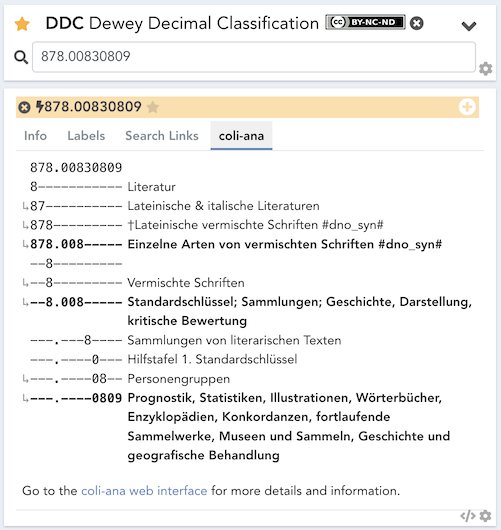 DDC Dewey Decimal Classification CC BY-NC-ND
878.00830809
878.00830809
Info Labels Search Links coli-ana
878.00830809
8----------- Literatur
↳87---------- Lateinische & italische Literaturen
↳878--------- †Lateinische vermischte Schriften #dno_syn#
↳878.008----- Einzelne Arten von vermischten Schriften #dno_syn#
--8---------
↳--8--------- Vermischte Schriften
↳--8.008----- Standardschlüssel; Sammlungen; Geschichte, Darstellung,
kritische Bewertung
---.---8---- Sammlungen von literarischen Texten
---.----0--- Hilfstafel 1. Standardschlüssel
↳---.----08-- Personengruppen
↳---.----0809 Prognostik, Statistiken, Illustrationen, Wörterbücher,
Enzyklopädien, Konkordanzen, fortlaufende
Sammelwerke, Museen und Sammeln, Geschichte und
geografische Behandlung
Go to the coli-ana web interface for more details and information.